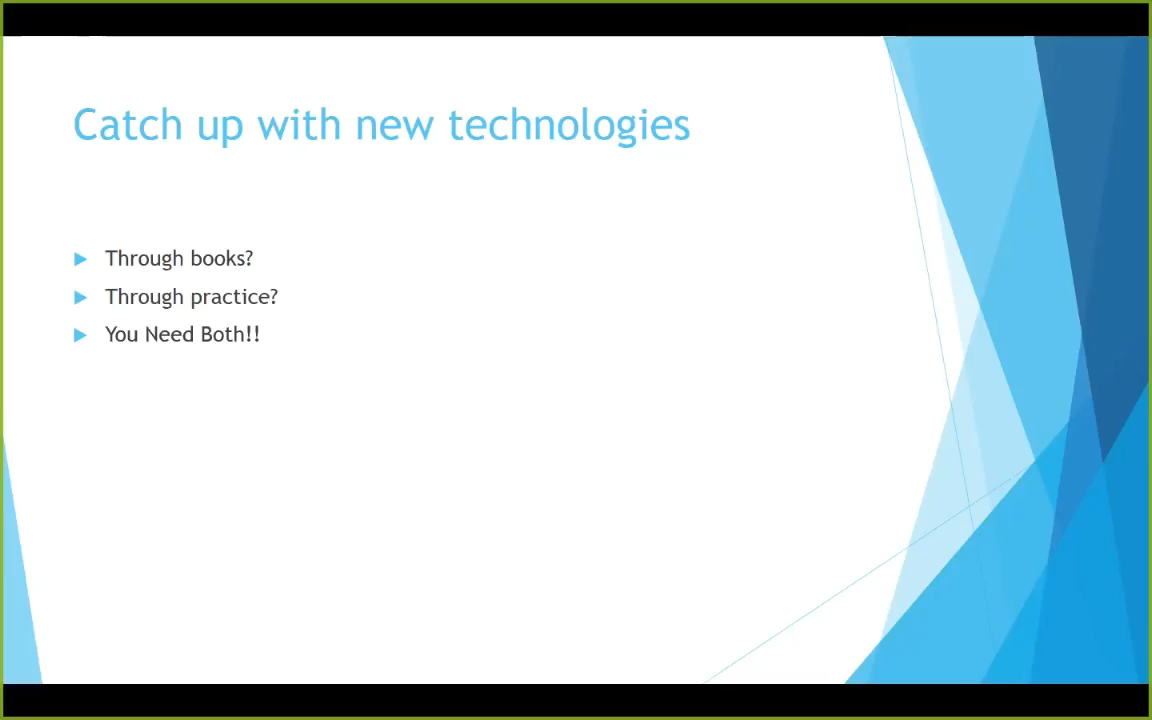 Catch up with new technologies
Through books?
Through practice?
You Need Both!!